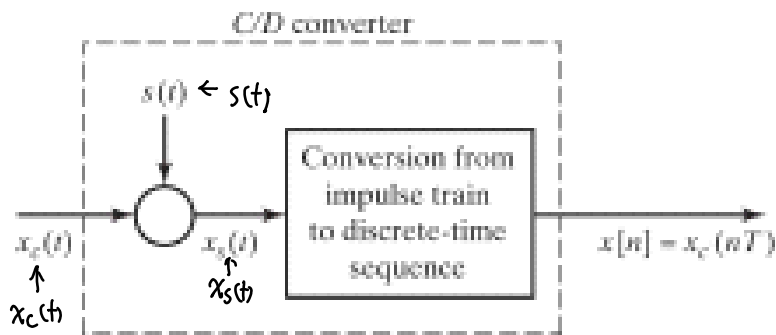 C/D converter
s(t) ← s(t)
Conversion from
impulse train
to discrete-time
sequence
x_c(t)
x_s(t)
x[n] = x_c(nT)
↑
x_c(t)
↑
x_s(t)